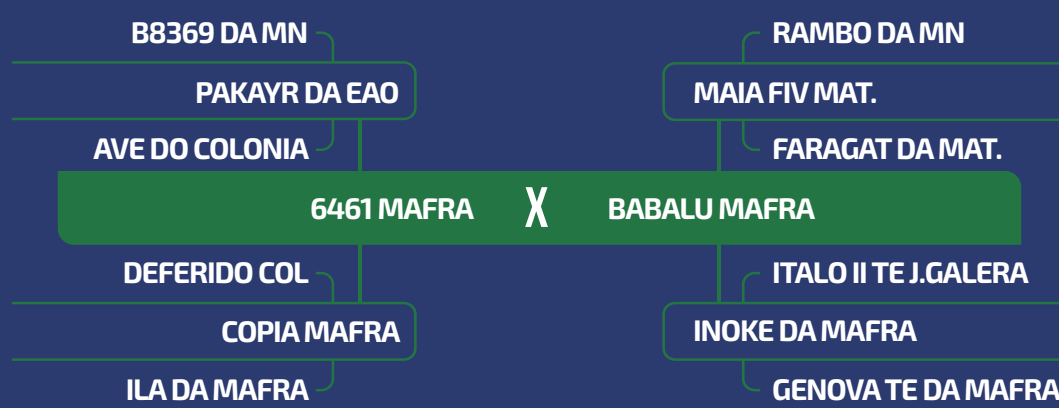 B8369 DA MN
PAKAYR DA EAO
AVE DO COLONIA
RAMBO DA MN
MAIA FIV MAT.
FARAGAT DA MAT.
6461 MAFRA X BABALU MAFRA
DEFERIDO COL
COPIA MAFRA
ILA DA MAFRA
ITALO II TE J.GALERA
INOKE DA MAFRA
GENOVA TE DA MAFRA